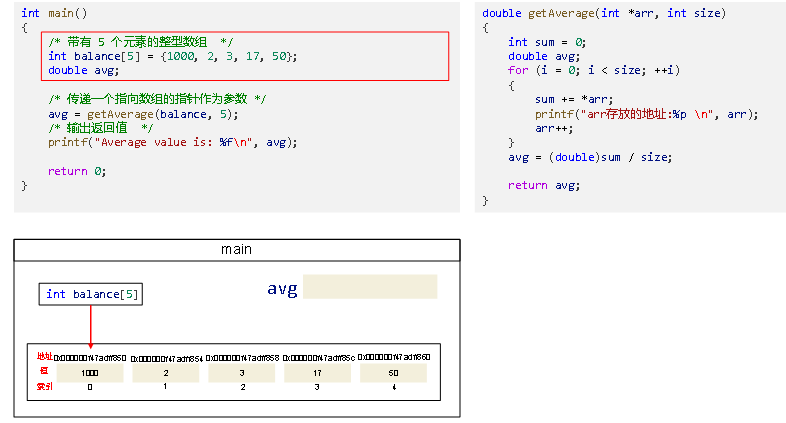 int main()
{
/* 带有 5 个元素的整型数组  */
int balance[5] = {1000, 2, 3, 17, 50};
double avg;
/* 传递一个指向数组的指针作为参数 */
avg = getAverage(balance, 5);
/* 输出返回值  */
printf("Average value is: %f\n", avg);
return 0;
}
double getAverage(int *arr, int size)
{
int sum = 0;
double avg;
for (i = 0; i < size; ++i)
{
sum += *arr;
printf("arr存放的地址:%p \n", arr);
arr++;
}
avg = (double)sum / size;
return avg;
}
main
int balance[5]
avg
地址 0x000000f47adff850 0x000000f47adff854 0x000000f47adff858 0x000000f47adff85c 0x000000f47adff860
值 1000 2 3 17 50
索引 0 1 2 3 4